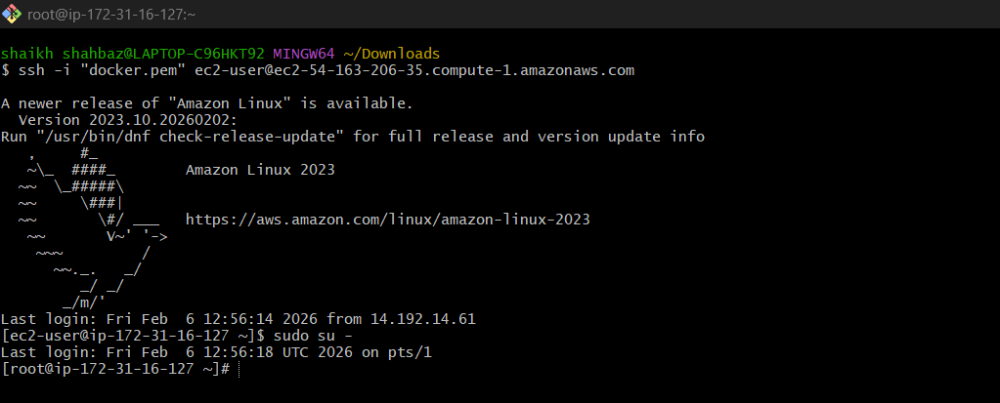 root@ip-172-31-16-127:~
shaikh shahbaz@LAPTOP-C96HKT92 MINGW64 ~/Downloads
$ ssh -i "docker.pem" ec2-user@ec2-54-163-206-35.compute-1.amazonaws.com
A newer release of "Amazon Linux" is available.
  Version 2023.10.20260202:
Run "/usr/bin/dnf check-release-update" for full release and version update info
   ,     #_
   ~\_  ####_        Amazon Linux 2023
  ~~  \_#####\
  ~~     \###|
  ~~       \#/ ___   https://aws.amazon.com/linux/amazon-linux-2023
   ~~       V~' '->
    ~~~         /
      ~~._.   _/
         _/ _/
       _/m/'
Last login: Fri Feb  6 12:56:14 2026 from 14.192.14.61
[ec2-user@ip-172-31-16-127 ~]$ sudo su -
Last login: Fri Feb  6 12:56:18 UTC 2026 on pts/1
[root@ip-172-31-16-127 ~]#